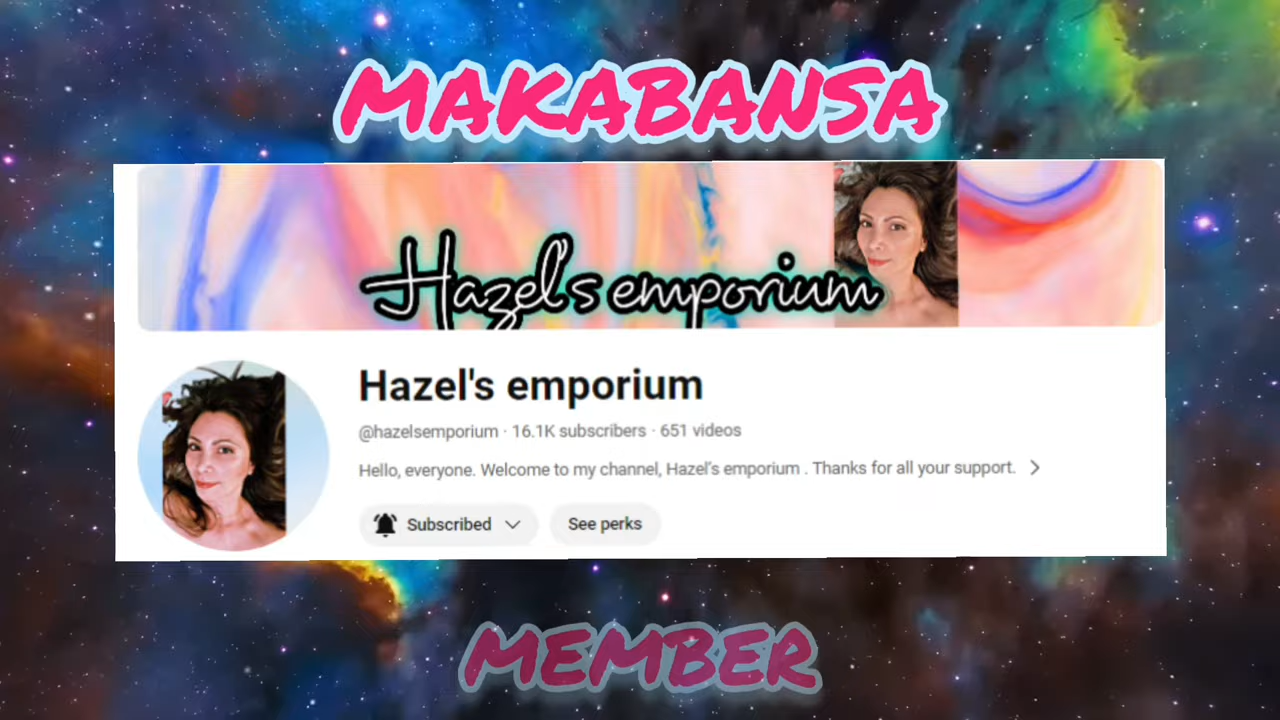 MAKABANSA
Hazel's emporium
Hazel's emporium
@hazelsemporium · 16.1K subscribers · 651 videos
Hello, everyone. Welcome to my channel, Hazel's emporium . Thanks for all your support.
Subscribed
See perks
MEMBER